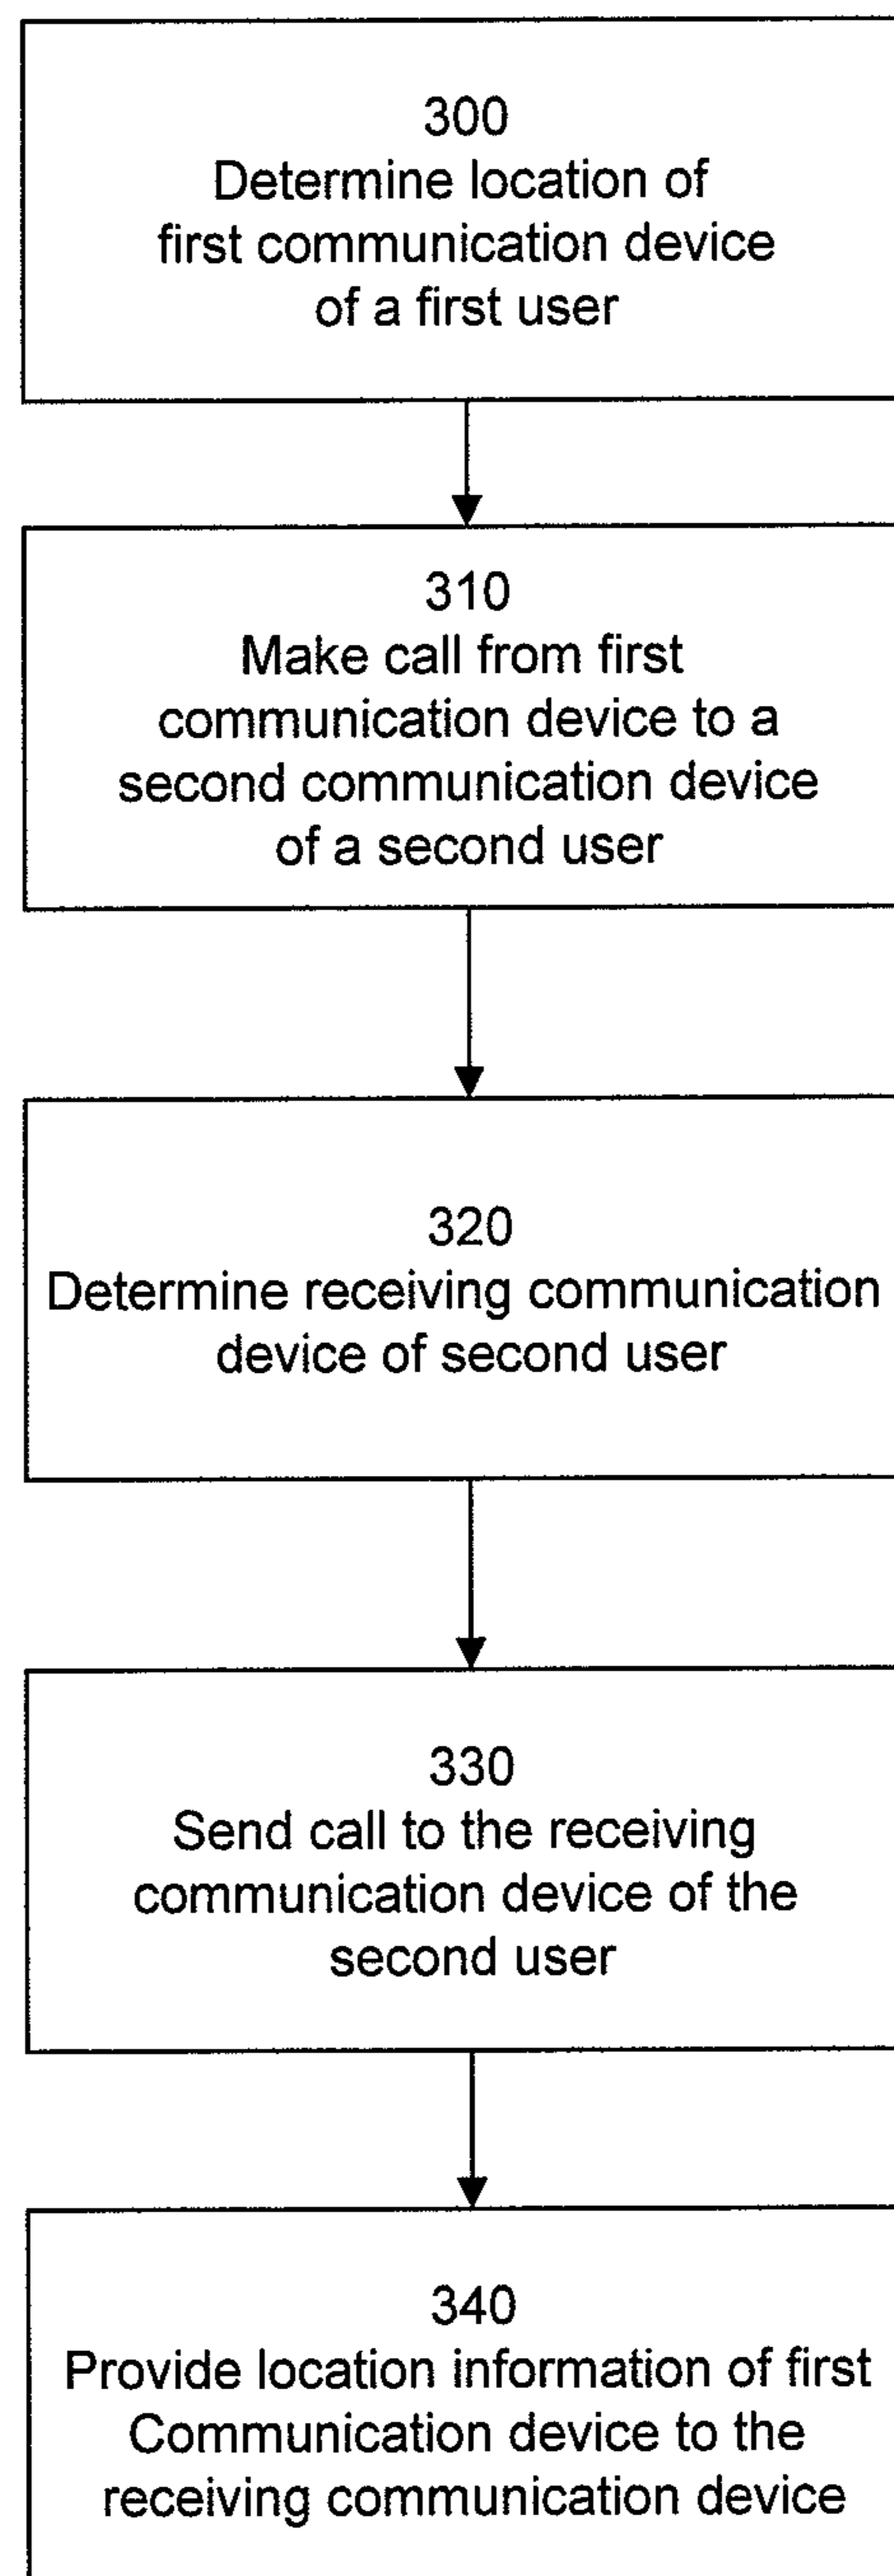 300
Determine location of
first communication device
of a first user
310
Make call from first
communication device to a
second communication device
of a second user
320
Determine receiving communication
device of second user
330
Send call to the receiving
communication device of the
second user
340
Provide location information of first
Communication device to the
receiving communication device